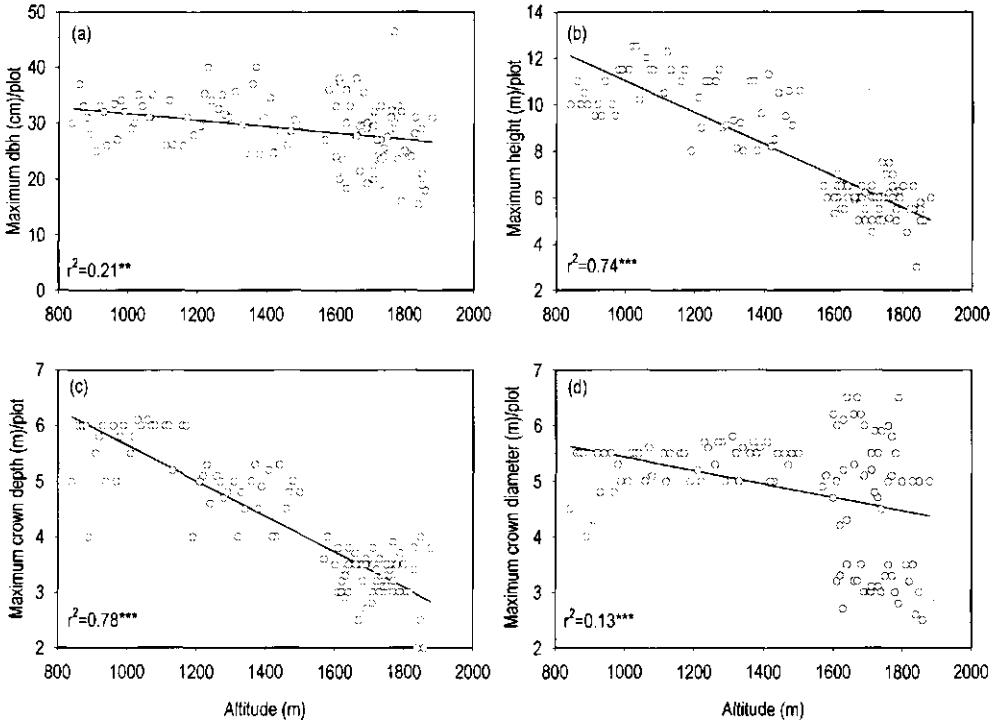 (a)
Maximum dbh (cm)/plot
50
40
30
20
10
0
r²=0.21**
800 1000 1200 1400 1600 1800 2000
(b)
Maximum height (m)/plot
14
12
10
8
6
4
2
r²=0.74***
800 1000 1200 1400 1600 1800 2000
(c)
Maximum crown depth (m)/plot
7
6
5
4
3
2
r²=0.78***
800 1000 1200 1400 1600 1800 2000
Altitude (m)
(d)
Maximum crown diameter (m)/plot
7
6
5
4
3
2
r²=0.13***
800 1000 1200 1400 1600 1800 2000
Altitude (m)